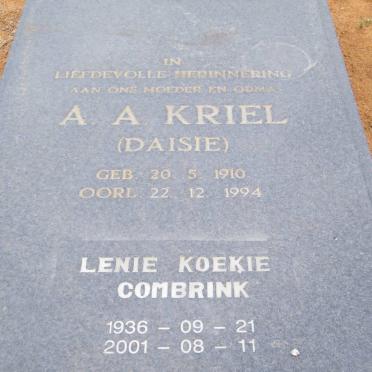 IN
LIEFDEVOLLE HERINNERING
AAN ONS MOEDER EN OUMA
A. A. KRIEL
(DAISIE)
GEB. 20. 5. 1910
OORL. 22. 12. 1994
LENIE KOEKIE
COMBRINK
1936 - 09 - 21
2001 - 08 - 11